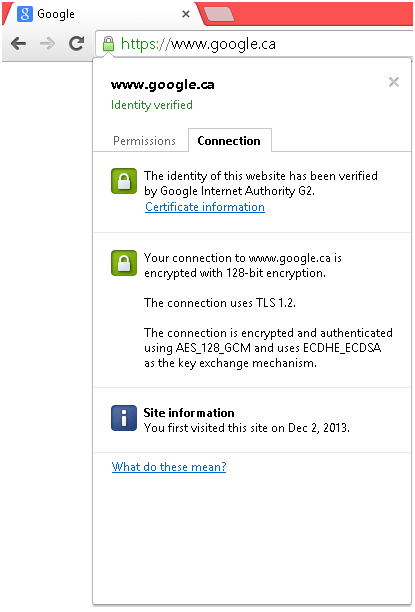 Google
https://www.google.ca
www.google.ca
Identity verified
Permissions
Connection
The identity of this website has been verified
by Google Internet Authority G2.
Certificate information
Your connection to www.google.ca is
encrypted with 128-bit encryption.
The connection uses TLS 1.2.
The connection is encrypted and authenticated
using AES_128_GCM and uses ECDHE_ECDSA
as the key exchange mechanism.
Site information
You first visited this site on Dec 2, 2013.
What do these mean?